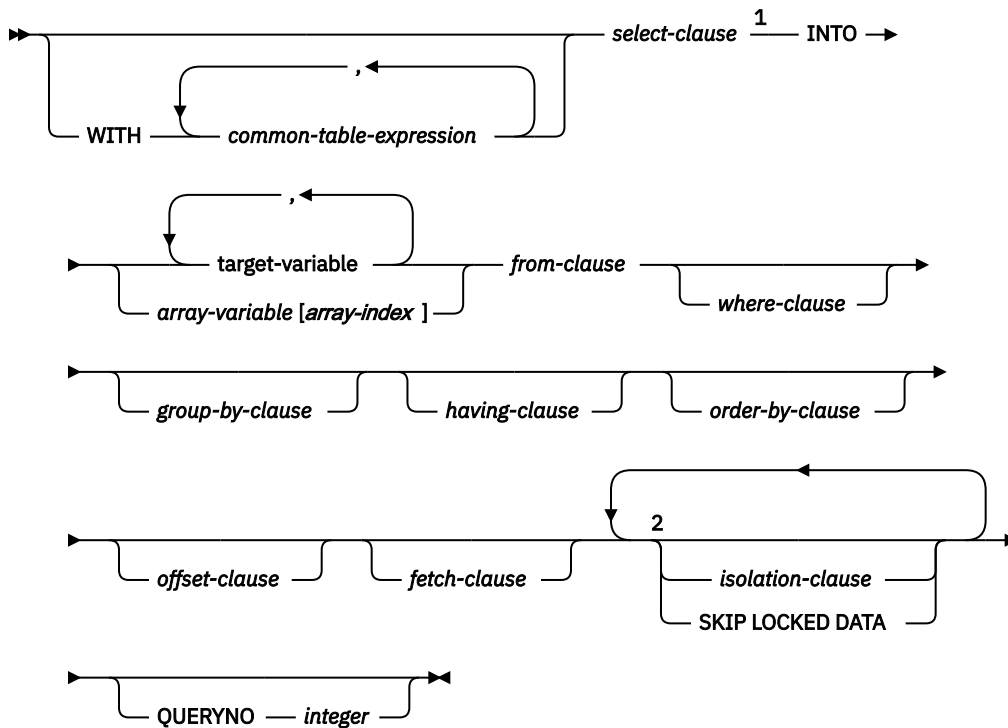 select-clause 1 INTO
,
WITH common-table-expression
,
target-variable from-clause
array-variable [array-index ] where-clause
group-by-clause having-clause order-by-clause
2
offset-clause fetch-clause isolation-clause
SKIP LOCKED DATA
QUERYNO integer